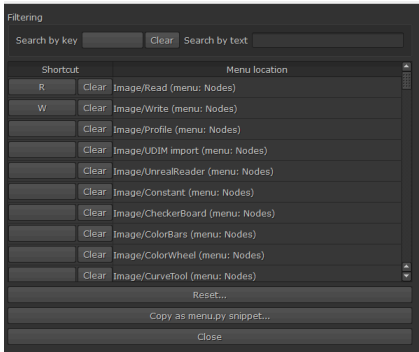 Filtering
Search by key Clear Search by text
Shortcut Menu location
R Clear Image/Read (menu: Nodes)
W Clear Image/Write (menu: Nodes)
Clear Image/Profile (menu: Nodes)
Clear Image/UDIM import (menu: Nodes)
Clear Image/UnrealReader (menu: Nodes)
Clear Image/Constant (menu: Nodes)
Clear Image/CheckerBoard (menu: Nodes)
Clear Image/ColorBars (menu: Nodes)
Clear Image/ColorWheel (menu: Nodes)
Clear Image/CurveTool (menu: Nodes)
Reset...
Copy as menu.py snippet...
Close